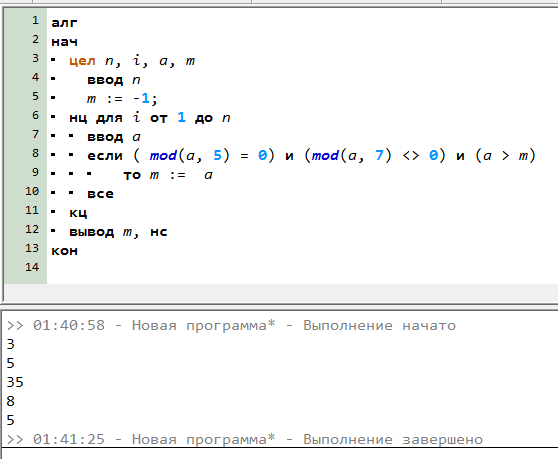 1 алг
2 нач
3 цел n, i, a, m
4 ввод n
5 m := -1;
6 нц для i от 1 до n
7 ввод a
8 если ( mod(a, 5) = 0) и (mod(a, 7) <> 0) и (a > m)
9 то m := a
10 все
11 кц
12 вывод m, нс
13 кон
14
>> 01:40:58 - Новая программа* - Выполнение начато
3
5
35
8
5
>> 01:41:25 - Новая программа* - Выполнение завершено